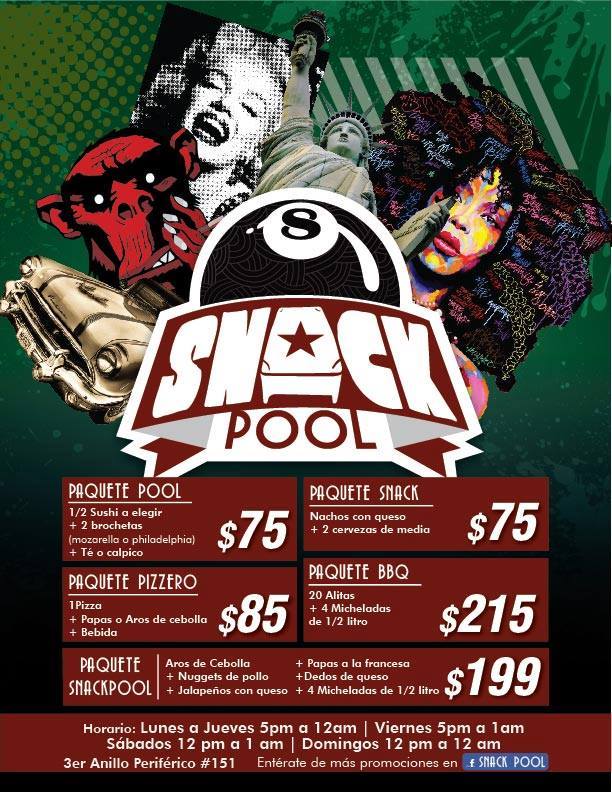 8
SNACK
POOL
PAQUETE POOL
1/2 Sushi a elegir
+ 2 brochetas
(mozarella o philadelphia)
+ Té o calpico
$75
PAQUETE SNACK
Nachos con queso
+ 2 cervezas de media
$75
PAQUETE PIZZERO
1Pizza
+ Papas o Aros de cebolla
+ Bebida
$85
PAQUETE BBQ
20 Alitas
+ 4 Micheladas
de 1/2 litro
$215
PAQUETE
SNACKPOOL
Aros de Cebolla
+ Nuggets de pollo
+ Jalapeños con queso
+ Papas a la francesa
+Dedos de queso
+ 4 Micheladas de 1/2 litro
$199
Horario: Lunes a Jueves 5pm a 12am | Viernes 5pm a 1am
Sábados 12 pm a 1 am | Domingos 12 pm a 12 am
3er Anillo Periférico #151 Entérate de más promociones en f SNACK POOL